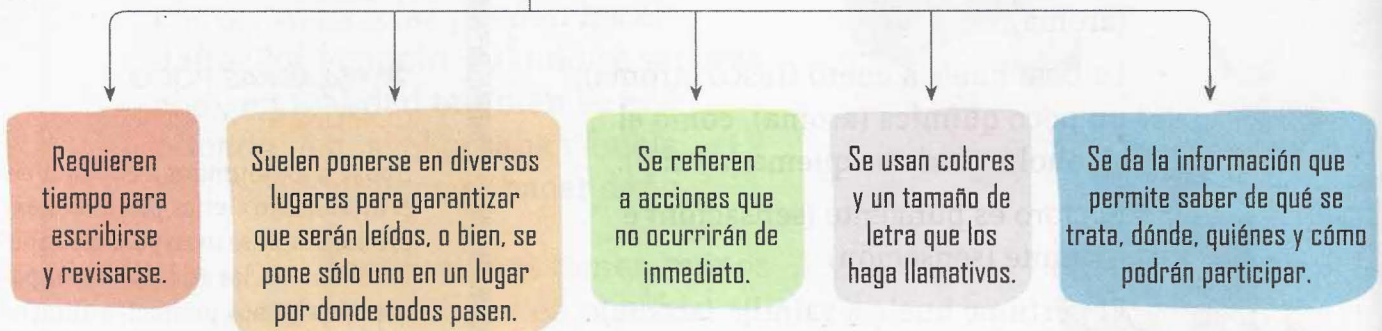 Requieren
tiempo para
escribirse
y revisarse.
Suelen ponerse en diversos
lugares para garantizar
que serán leídos, o bien, se
pone sólo uno en un lugar
por donde todos pasen.
Se refieren
a acciones que
no ocurrirán de
inmediato.
Se usan colores
y un tamaño de
letra que los
haga llamativos.
Se da la información que
permite saber de qué se
trata, dónde, quiénes y cómo
podrán participar.